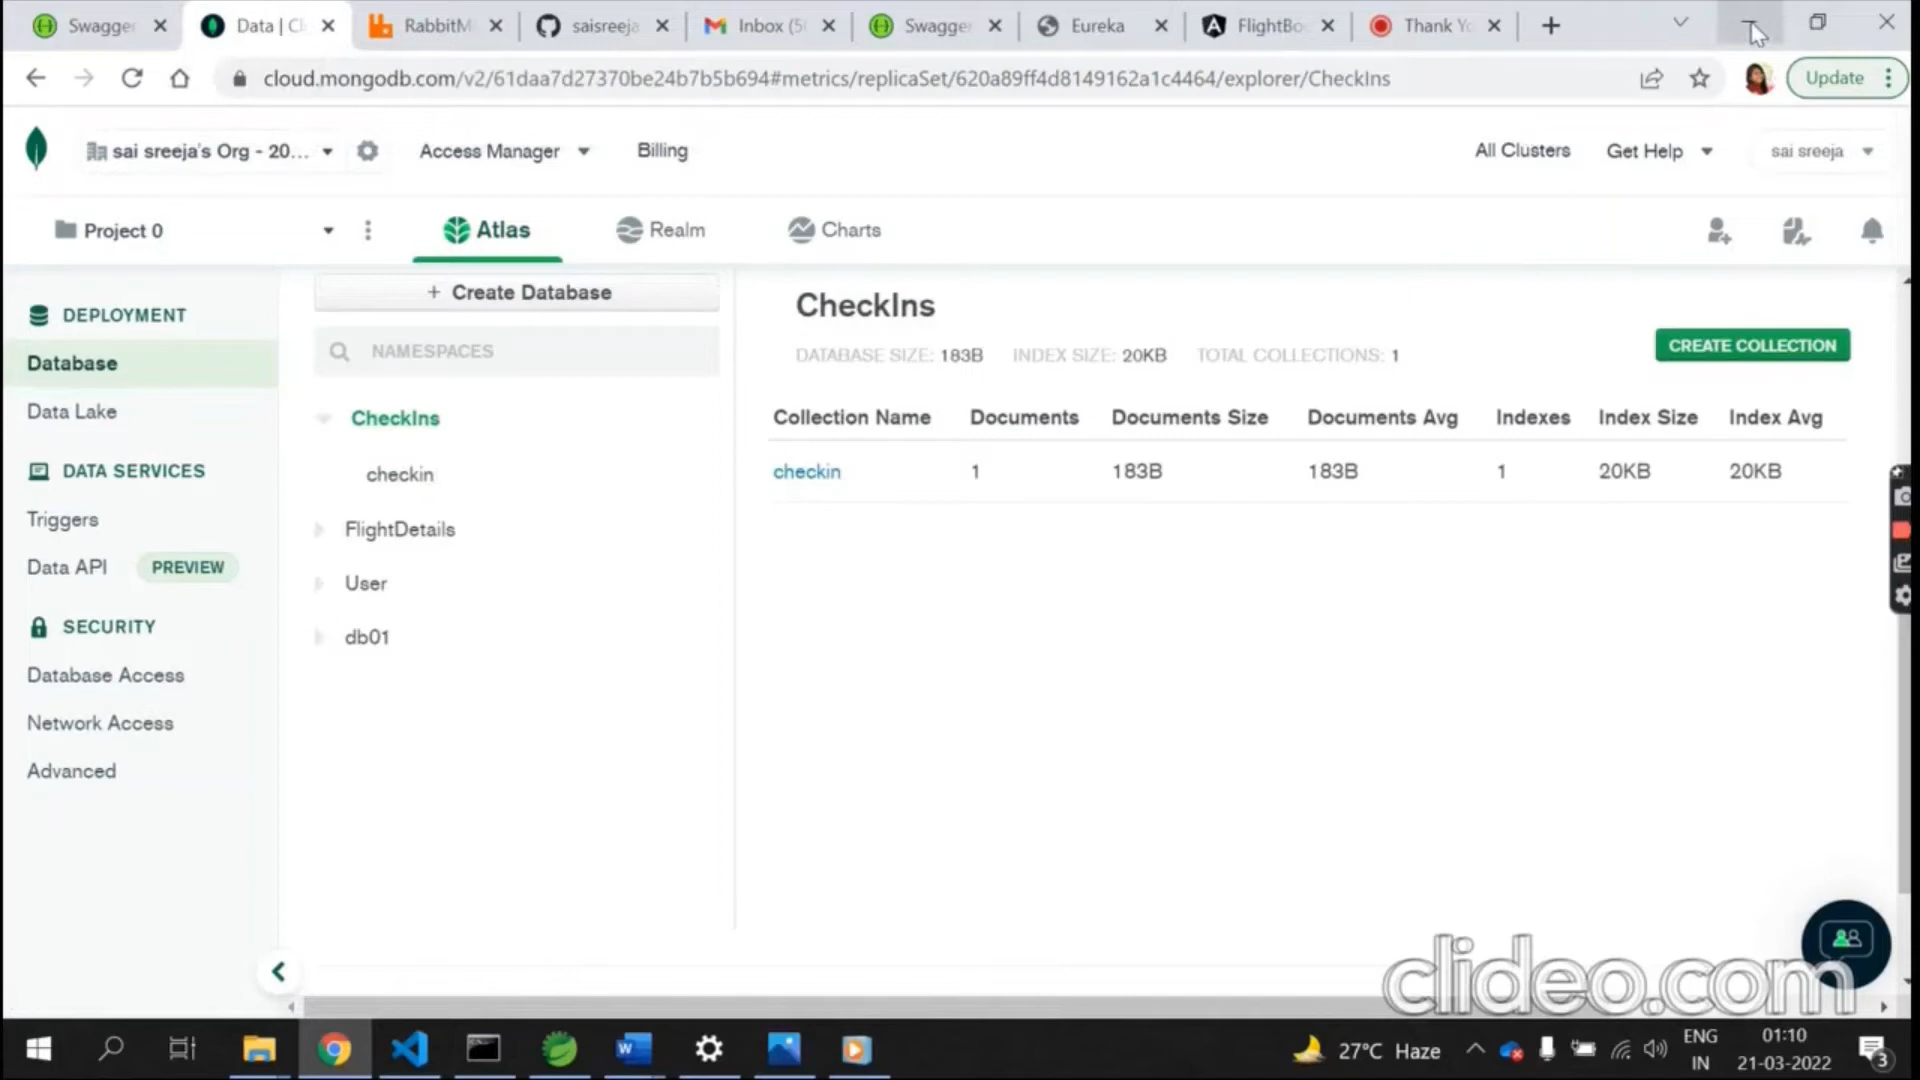 Swagger
Data | Cl
RabbitM
saisreeja
Inbox (5
Swagger
Eureka
FlightBo
Thank Yo
cloud.mongodb.com/v2/61daa7d27370be24b7b5b694#metrics/replicaSet/620a89ff4d8149162a1c4464/explorer/CheckIns
Update
sai sreeja's Org - 20...
Access Manager
Billing
All Clusters
Get Help
sai sreeja
Project 0
Atlas
Realm
Charts
DEPLOYMENT
Database
Data Lake
DATA SERVICES
Triggers
Data API PREVIEW
SECURITY
Database Access
Network Access
Advanced
+ Create Database
NAMESPACES
CheckIns
checkin
FlightDetails
User
db01
CheckIns
DATABASE SIZE: 183B INDEX SIZE: 20KB TOTAL COLLECTIONS: 1
CREATE COLLECTION
Collection Name Documents Documents Size Documents Avg Indexes Index Size Index Avg
checkin 1 183B 183B 1 20KB 20KB
clideo.com
27°C Haze
ENG
IN
01:10
21-03-2022
3